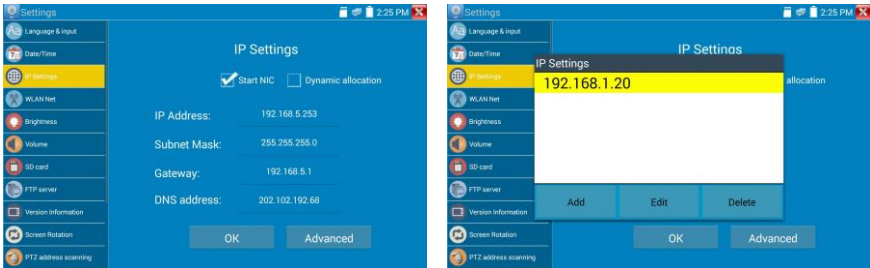 Settings
2:25 PM
Language & input
Date/Time
IP Settings
WLAN Net
Brightness
Volume
SD card
FTP server
Version Information
Screen Rotation
PTZ address scanning
IP Settings
Start NIC Dynamic allocation
IP Address: 192.168.5.253
Subnet Mask: 255.255.255.0
Gateway: 192.168.5.1
DNS address: 202.102.192.68
OK Advanced
Settings
2:25 PM
Language & input
Date/Time
IP Settings
WLAN Net
Brightness
Volume
SD card
FTP server
Version Information
Screen Rotation
PTZ address scanning
IP Settings
allocation
IP Settings
192.168.1.20
Add Edit Delete
OK Advanced